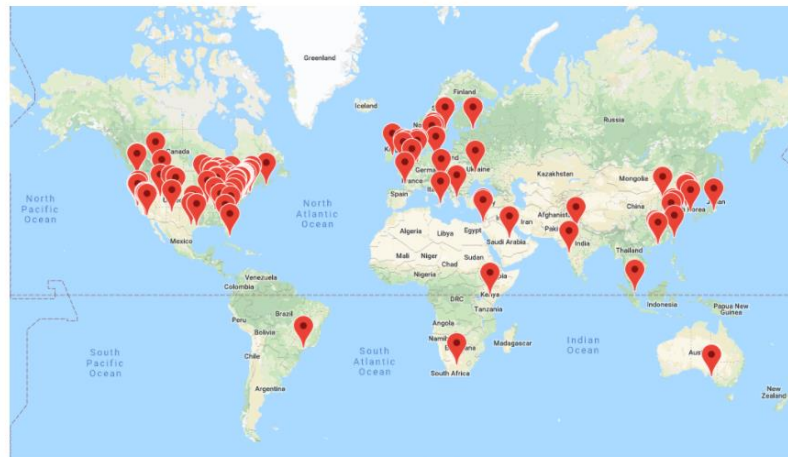 Greenland
Iceland
Finland
Russia
Canada
Ukraine
France
Spain
Kazakhstan
Mongolia
North
Pacific
Ocean
North
Atlantic
Ocean
China
Afghanistan
Iran
Algeria
Libya
Egypt
Saudi Arabia
India
Mexico
Mali
Niger
Chad
Sudan
Thailand
Nigeria
Venezuela
Colombia
DRC
Kenya
Tanzania
Indonesia
Papua New
Guinea
Peru
Brazil
Bolivia
Angola
Madagascar
Indian
Ocean
Chile
South
Pacific
Ocean
South
Atlantic
Ocean
South Africa
Argentina
New
Zealand